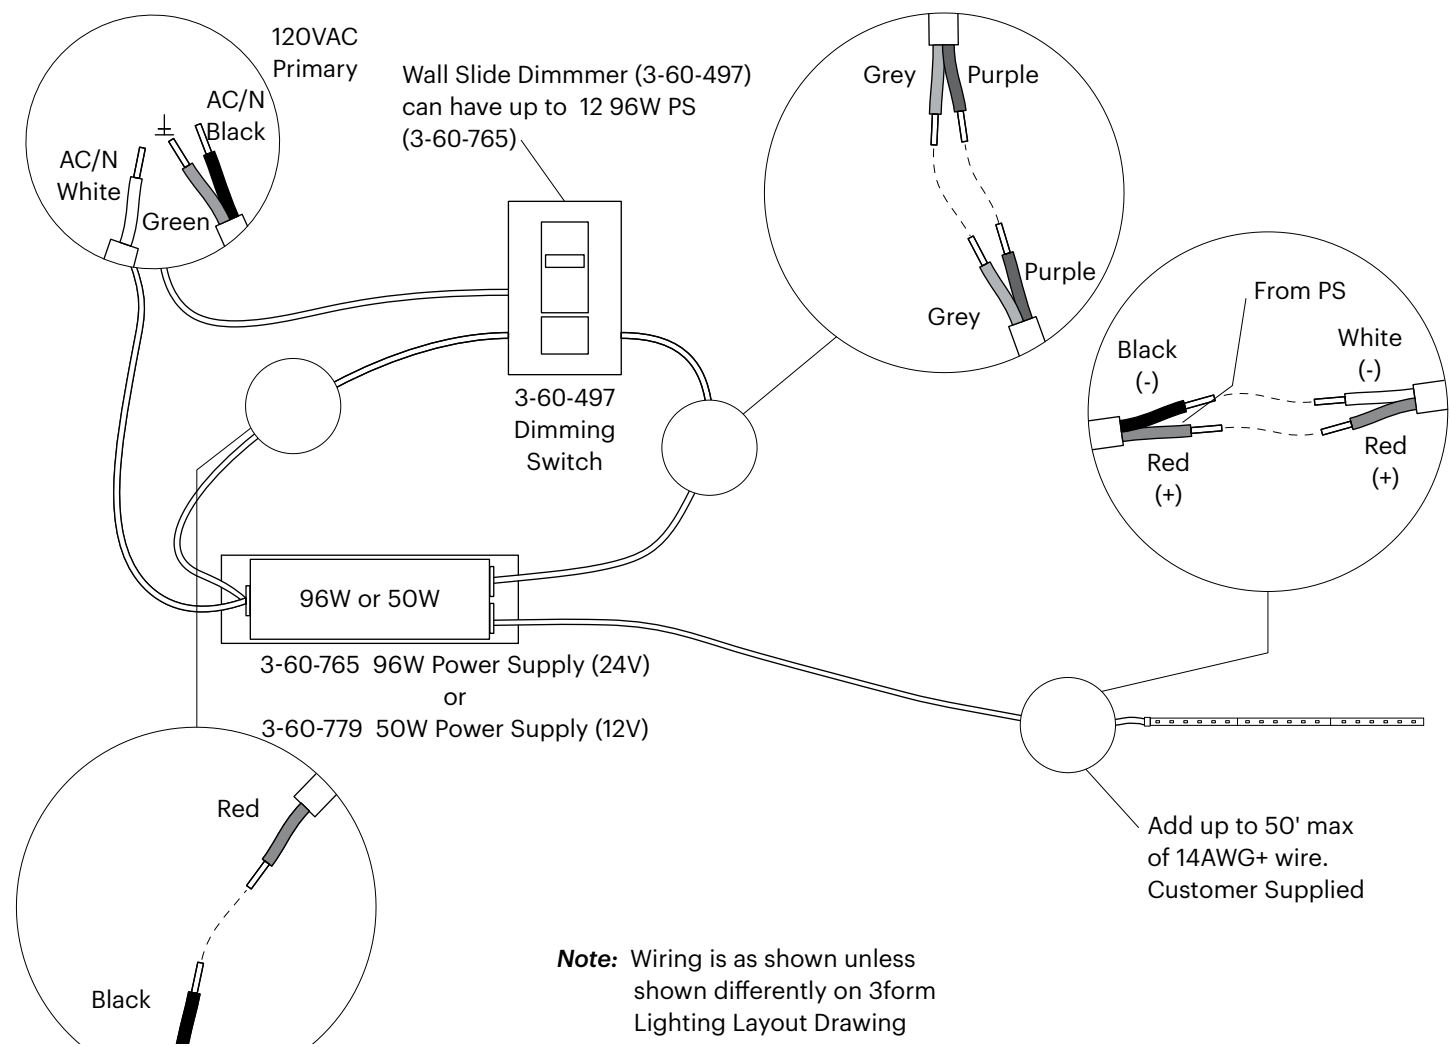 120VAC
Primary
AC/N
Black
AC/N
White
Green
Wall Slide Dimmmer (3-60-497)
can have up to 12 96W PS
(3-60-765)
Grey
Purple
Purple
Grey
From PS
Black
(-)
White
(-)
Red
(+)
Red
(+)
3-60-497
Dimming
Switch
96W or 50W
3-60-765 96W Power Supply (24V)
or
3-60-779 50W Power Supply (12V)
Red
Black
Add up to 50' max
of 14AWG+ wire.
Customer Supplied
Note: Wiring is as shown unless
shown differently on 3form
Lighting Layout Drawing